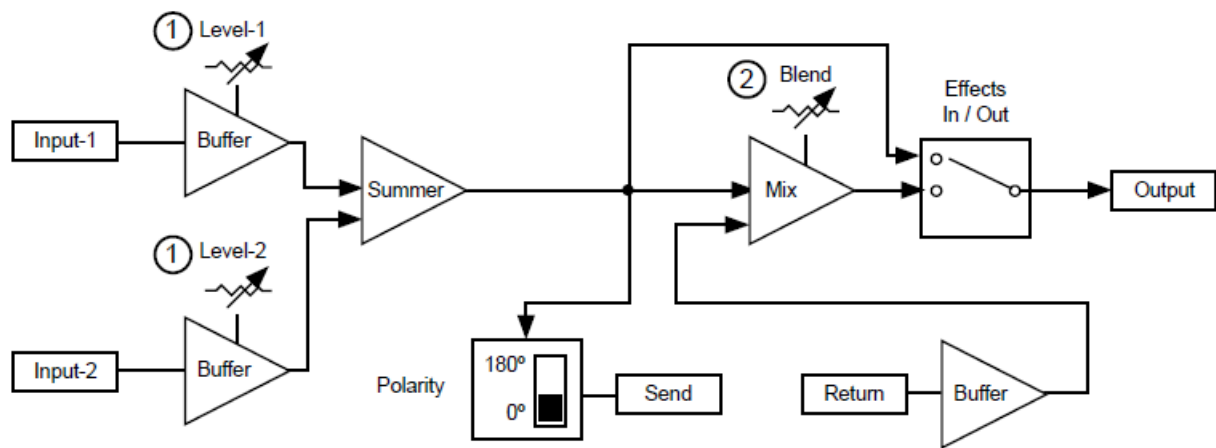 1 Level-1
Buffer
Input-1
Summer
1 Level-2
Buffer
Input-2
2 Blend
Mix
Effects
In / Out
Output
Polarity
180º
0º
Send
Return
Buffer